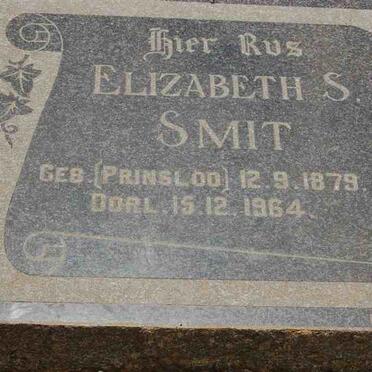 Hier Rus
ELIZABETH S.
SMIT
GEB (PRINSLOO) 12.9.1879.
OORL. 15.12.1964.